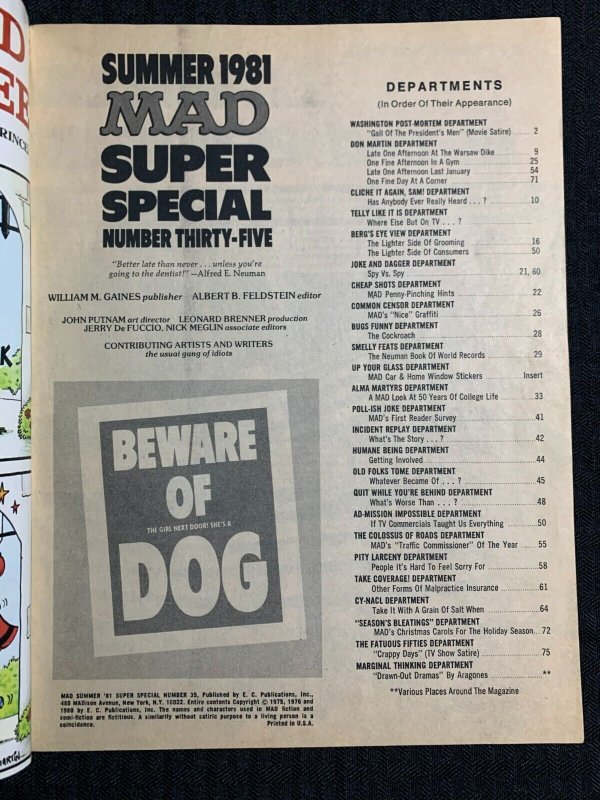 SUMMER 1981
MAD
SUPER
SPECIAL
NUMBER THIRTY-FIVE
"Better late than never . . . unless you're
going to the dentist!" —Alfred E. Neuman
WILLIAM M. GAINES publisher ALBERT B. FELDSTEIN editor
JOHN PUTNAM art director LEONARD BRENNER production
JERRY De FUCCIO, NICK MEGLIN associate editors
CONTRIBUTING ARTISTS AND WRITERS
the usual gang of idiots
BEWARE
OF
THE GIRL NEXT DOOR! SHE'S A
DOG
MAD SUMMER '81 SUPER SPECIAL NUMBER 35, Published by E. C. Publications, Inc.,
485 MADison Avenue, New York, N.Y. 10022. Entire contents Copyright © 1975, 1976 and
1980 by E. C. Publications, Inc. The names and characters used in MAD fiction and
semi-fiction are fictitious. A similarity without satiric purpose to a living person is a
coincidence. Printed in U.S.A.
DEPARTMENTS
(In Order Of Their Appearance)
WASHINGTON POST-MORTEM DEPARTMENT
"Gall Of The President's Men" (Movie Satire) 2
DON MARTIN DEPARTMENT
Late One Afternoon At The Warsaw Dike 9
One Fine Afternoon In A Gym 25
Late One Afternoon Last January 54
One Fine Day At A Corner 71
CLICHE IT AGAIN, SAM! DEPARTMENT
Has Anybody Ever Really Heard . . . ? 10
TELLY LIKE IT IS DEPARTMENT
Where Else But On TV . . . ?
BERG'S EYE VIEW DEPARTMENT
The Lighter Side Of Grooming 16
The Lighter Side Of Consumers 50
JOKE AND DAGGER DEPARTMENT
Spy Vs. Spy 21, 60
CHEAP SHOTS DEPARTMENT
MAD Penny-Pinching Hints 22
COMMON CENSOR DEPARTMENT
MAD's "Nice" Graffiti 26
BUGS FUNNY DEPARTMENT
The Cockroach 28
SMELLY FEATS DEPARTMENT
The Neuman Book Of World Records 29
UP YOUR GLASS DEPARTMENT
MAD Car & Home Window Stickers Insert
ALMA MARTYRS DEPARTMENT
A MAD Look At 50 Years Of College Life 33
POLL-ISH JOKE DEPARTMENT
MAD's First Reader Survey 41
INCIDENT REPLAY DEPARTMENT
What's The Story . . . ? 42
HUMANE BEING DEPARTMENT
Getting Involved 44
OLD FOLKS TOME DEPARTMENT
Whatever Became Of . . . ? 45
QUIT WHILE YOU'RE BEHIND DEPARTMENT
What's Worse Than . . . ? 48
AD-MISSION IMPOSSIBLE DEPARTMENT
If TV Commercials Taught Us Everything 50
THE COLOSSUS OF ROADS DEPARTMENT
MAD's "Traffic Commissioner" Of The Year 55
PITY LARCENY DEPARTMENT
People It's Hard To Feel Sorry For 58
TAKE COVERAGE! DEPARTMENT
Other Forms Of Malpractice Insurance 61
CY-NACL DEPARTMENT
Take It With A Grain Of Salt When 64
"SEASON'S BLEATINGS" DEPARTMENT
MAD's Christmas Carols For The Holiday Season 72
THE FATUOUS FIFTIES DEPARTMENT
"Crappy Days" (TV Show Satire) 75
MARGINAL THINKING DEPARTMENT
"Drawn-Out Dramas" By Aragones **
**Various Places Around The Magazine